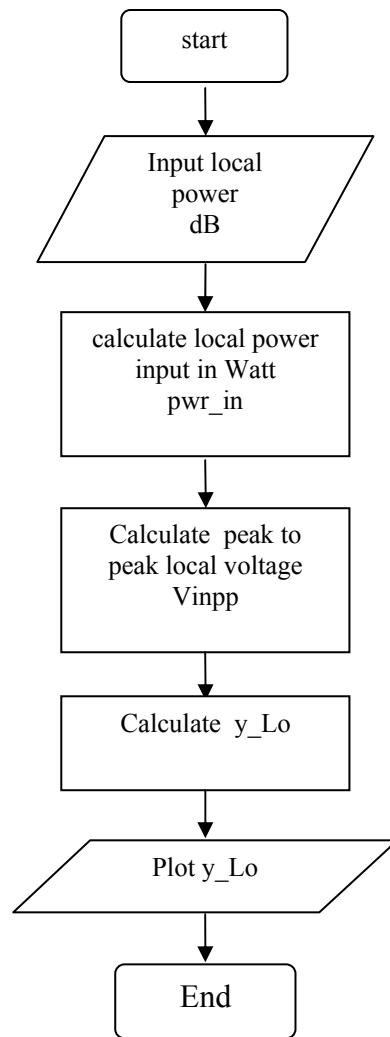 start
Input local
power
dB
calculate local power
input in Watt
pwr_in
Calculate peak to
peak local voltage
Vinpp
Calculate y_Lo
Plot y_Lo
End